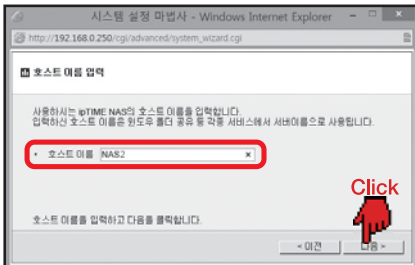 시스템 설정 마법사 - Windows Internet Explorer
http://192.168.0.250/cgi/advanced/system_wizard.cgi
호스트 이름 입력
사용하시는 ipTIME NAS의 호스트 이름을 입력합니다.
입력하신 호스트 이름은 윈도우 폴더 공유 등 각종 서비스에서 서버이름으로 사용됩니다.
호스트 이름 NAS2
Click
호스트 이름을 입력하고 다음을 클릭합니다.
< 이전 다음 >